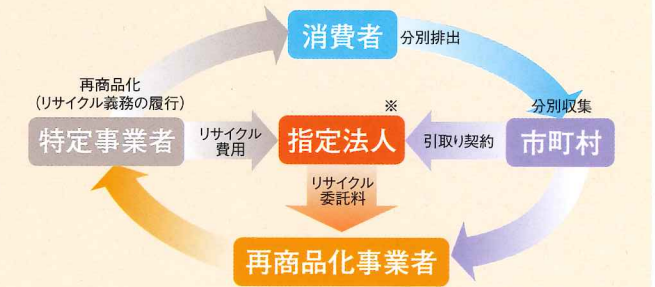 消費者
分別排出
再商品化
(リサイクル義務の履行)
※
分別収集
特定事業者
リサイクル
費用
指定法人
引取り契約
市町村
リサイクル
委託料
再商品化事業者